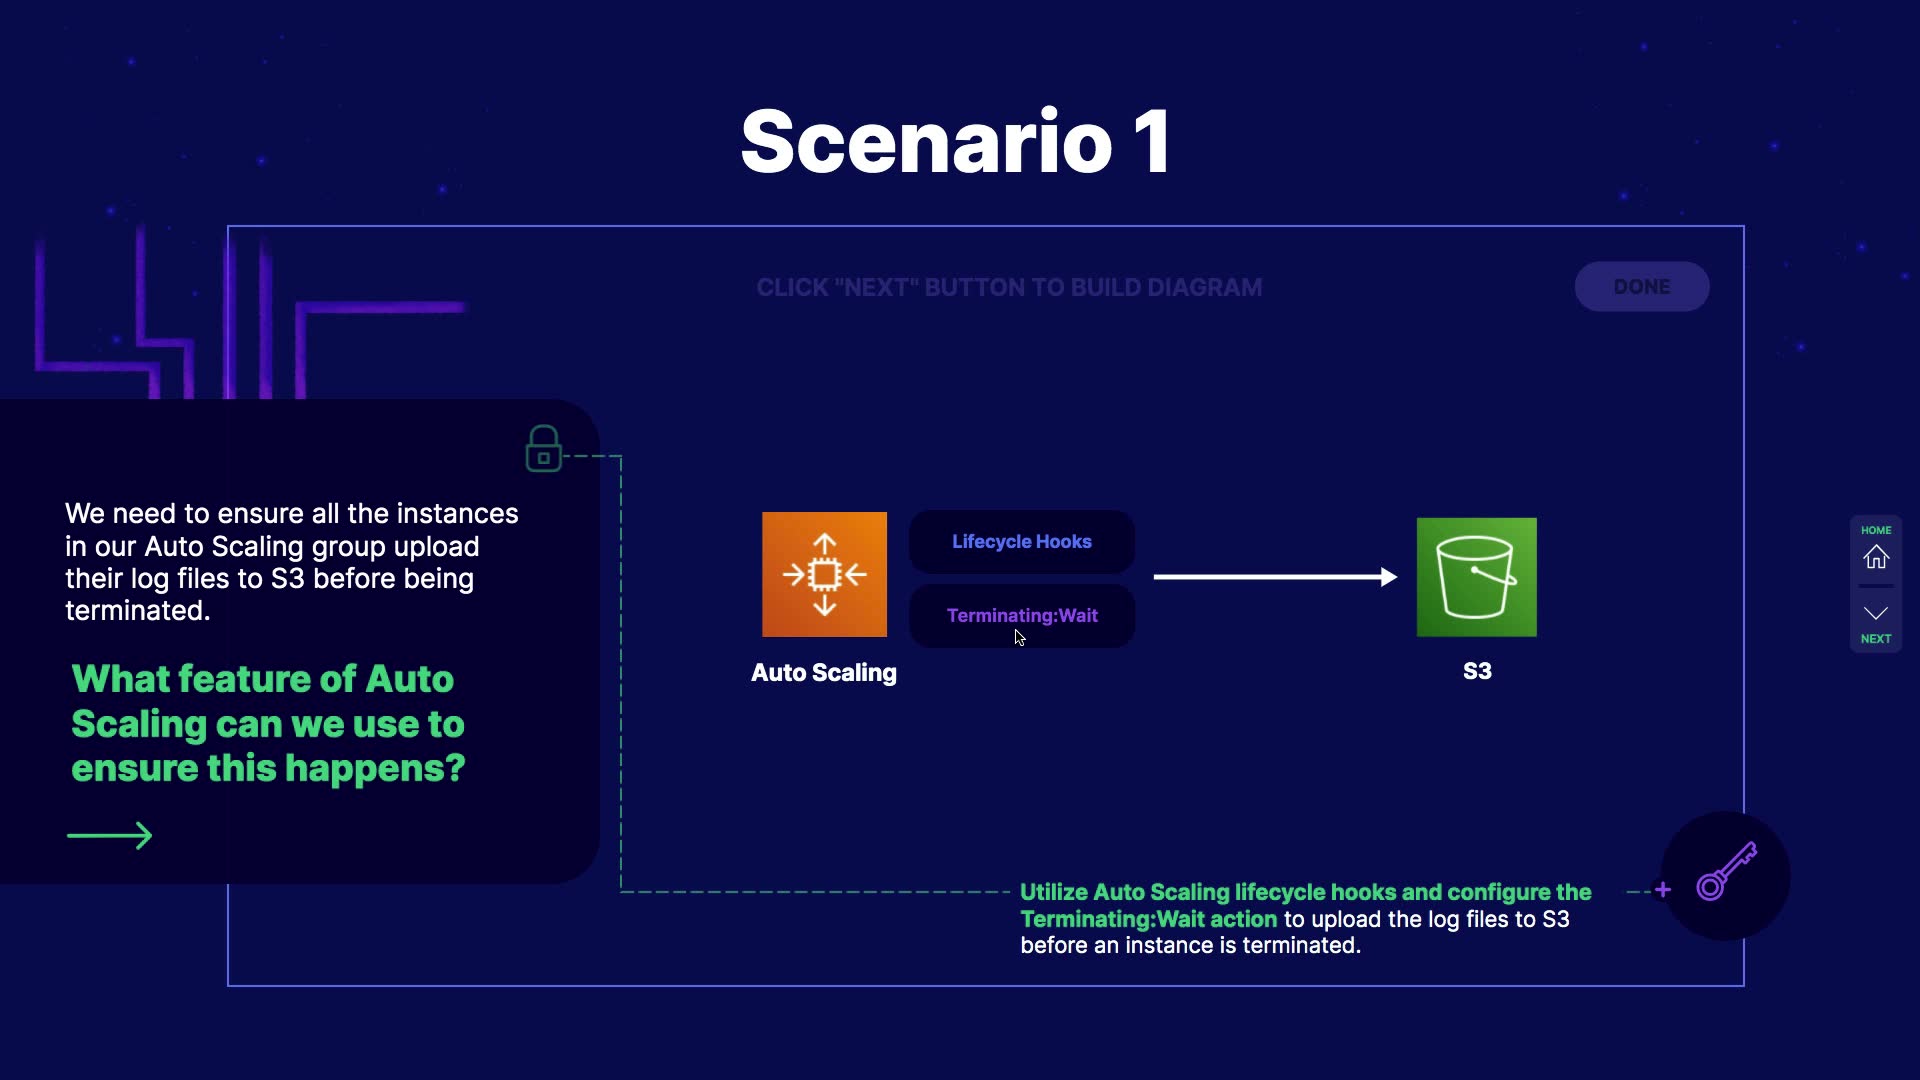 Scenario 1
CLICK "NEXT" BUTTON TO BUILD DIAGRAM
DONE
We need to ensure all the instances
in our Auto Scaling group upload
their log files to S3 before being
terminated.
What feature of Auto
Scaling can we use to
ensure this happens?
Lifecycle Hooks
Terminating:Wait
Auto Scaling
S3
HOME
NEXT
Utilize Auto Scaling lifecycle hooks and configure the
Terminating:Wait action to upload the log files to S3
before an instance is terminated.